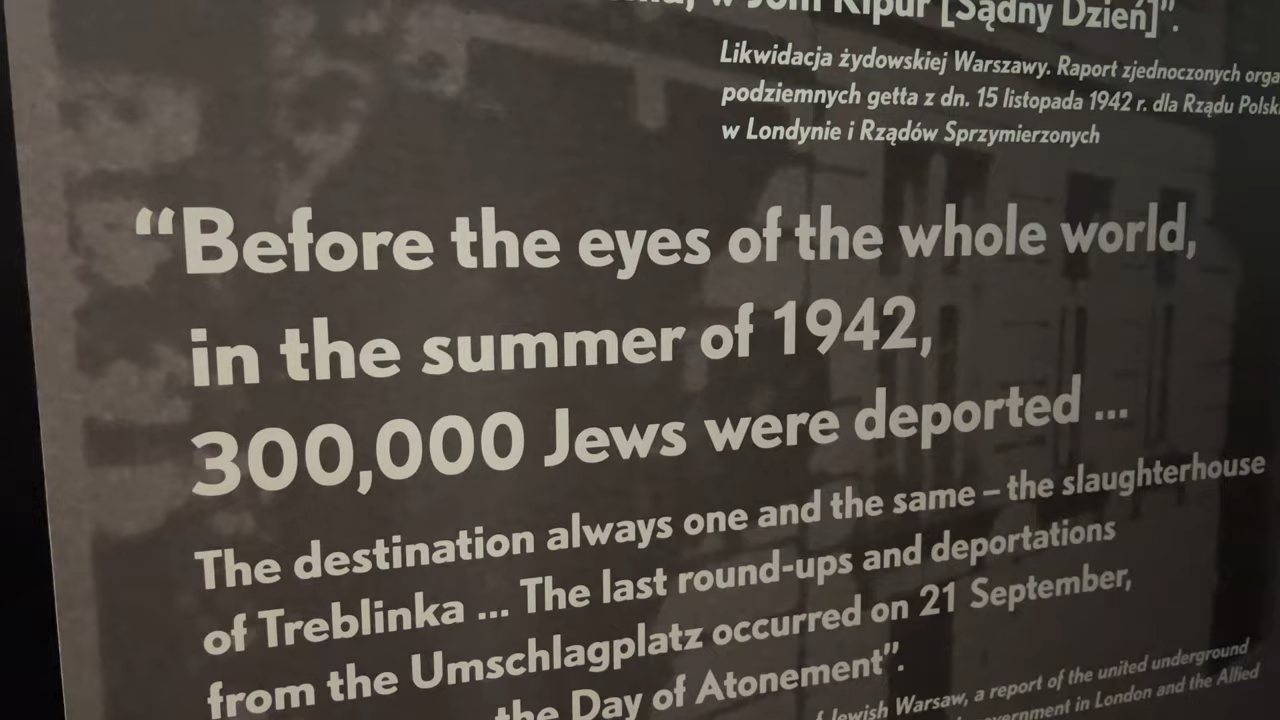 w Jom Kipur [Sądny Dzień]”.
Likwidacja żydowskiej Warszawy. Raport zjednoczonych orga
podziemnych getta z dn. 15 listopada 1942 r. dla Rządu Polsk
w Londynie i Rządów Sprzymierzonych
“Before the eyes of the whole world,
in the summer of 1942,
300,000 Jews were deported ...
The destination always one and the same – the slaughterhouse
of Treblinka ... The last round-ups and deportations
from the Umschlagplatz occurred on 21 September,
the Day of Atonement”.
Jewish Warsaw, a report of the united underground
government in London and the Allied